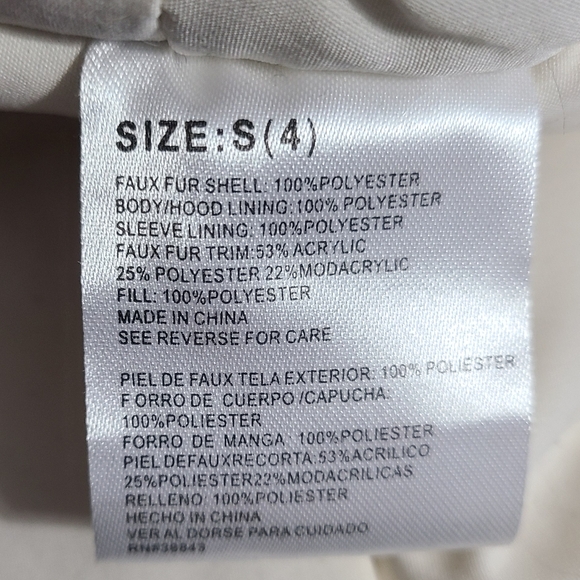 SIZE:S(4)
FAUX FUR SHELL: 100%POLYESTER
BODY/HOOD LINING:100% POLYESTER
SLEEVE LINING: 100%POLYESTER
FAUX FUR TRIM:53% ACRYLIC
25% POLYESTER 22%MODACRYLIC
FILL: 100%POLYESTER
MADE IN CHINA
SEE REVERSE FOR CARE
PIEL DE FAUX TELA EXTERIOR: 100% POLIESTER
FORRO DE CUERPO/CAPUCHA:
100%POLIESTER
FORRO DE MANGA: 100%POLIESTER
PIEL DEFAUXRECORTA:53%ACRILICO
25%POLIESTER22%MODACRILICAS
RELLENO: 100%POLIESTER
HECHO IN CHINA
VER AL DORSE PARA CUIDADO